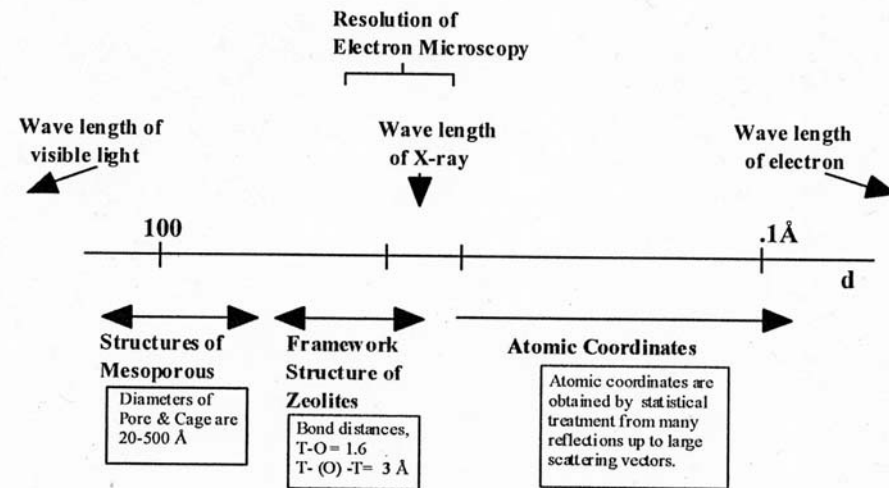 Resolution of
Electron Microscopy
Wave length of
visible light
Wave length
of X-ray
Wave length
of electron
100
.1Å
d
Structures of
Mesoporous
Diameters of
Pore & Cage are
20-500 Å
Framework
Structure of
Zeolites
Bond distances,
T-O = 1.6
T- (O) -T= 3 Å
Atomic Coordinates
Atomic coordinates are
obtained by statistical
treatment from many
reflections up to large
scattering vectors.